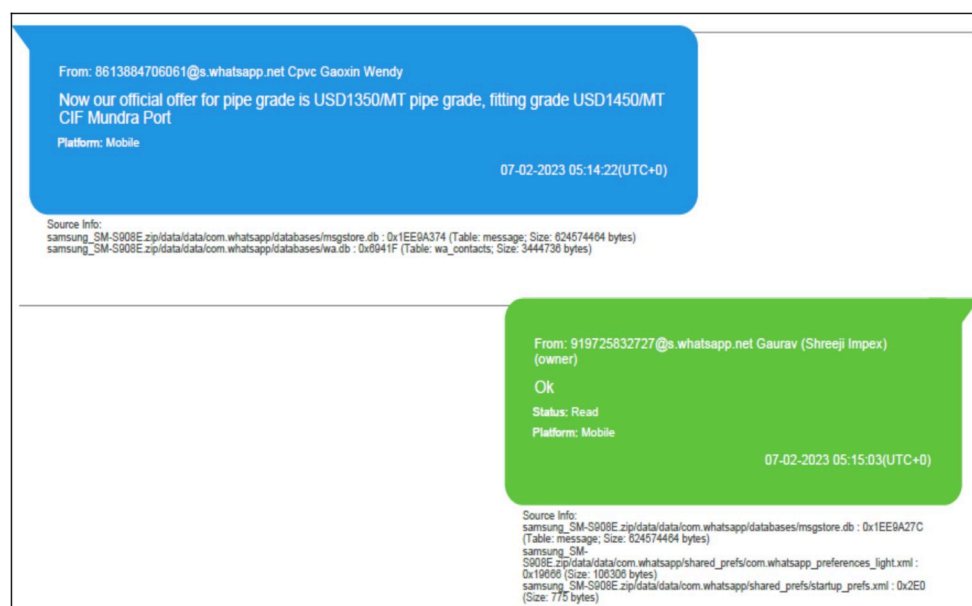 From: 8613884706061@s.whatsapp.net Cpvc Gaoxin Wendy
Now our official offer for pipe grade is USD1350/MT pipe grade, fitting grade USD1450/MT
CIF Mundra Port
Platform: Mobile
07-02-2023 05:14:22(UTC+0)
Source Info:
samsung_SM-S908E.zip/data/data/com.whatsapp/databases/msgstore.db : 0x1EE9A374 (Table: message; Size: 624574464 bytes)
samsung_SM-S908E.zip/data/data/com.whatsapp/databases/wa.db : 0x6941F (Table: wa_contacts; Size: 3444736 bytes)
From: 919725832727@s.whatsapp.net Gaurav (Shreeji Impex)
(owner)
Ok
Status: Read
Platform: Mobile
07-02-2023 05:15:03(UTC+0)
Source Info:
samsung_SM-S908E.zip/data/data/com.whatsapp/databases/msgstore.db : 0x1EE9A27C
(Table: message; Size: 624574464 bytes)
samsung_SM-
S908E.zip/data/data/com.whatsapp/shared_prefs/com.whatsapp_preferences_light.xml :
0x19666 (Size: 106306 bytes)
samsung_SM-S908E.zip/data/data/com.whatsapp/shared_prefs/startup_prefs.xml : 0x2E0
(Size: 775 bytes)